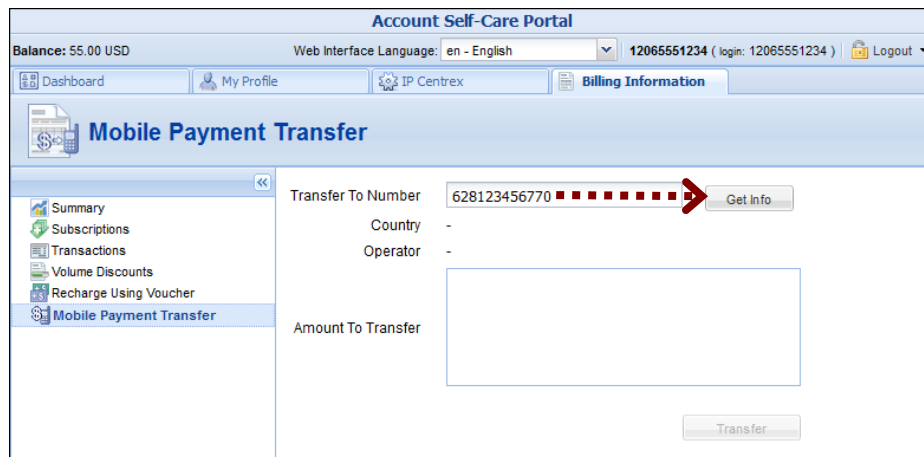 Account Self-Care Portal
Balance: 55.00 USD Web Interface Language: en - English 12065551234 ( login: 12065551234 ) Logout
Dashboard My Profile IP Centrex Billing Information
Mobile Payment Transfer
Transfer To Number 628123456770 Get Info
Summary
Country -
Subscriptions
Operator -
Transactions
Volume Discounts
Recharge Using Voucher
Mobile Payment Transfer
Amount To Transfer
Transfer